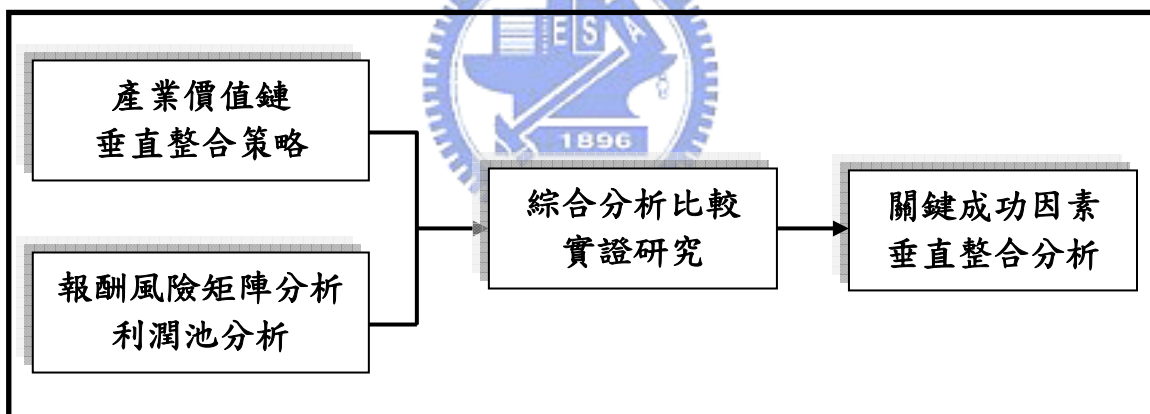 產業價值鏈
垂直整合策略
報酬風險矩陣分析
利潤池分析
綜合分析比較
實證研究
關鍵成功因素
垂直整合分析
ESA
1896